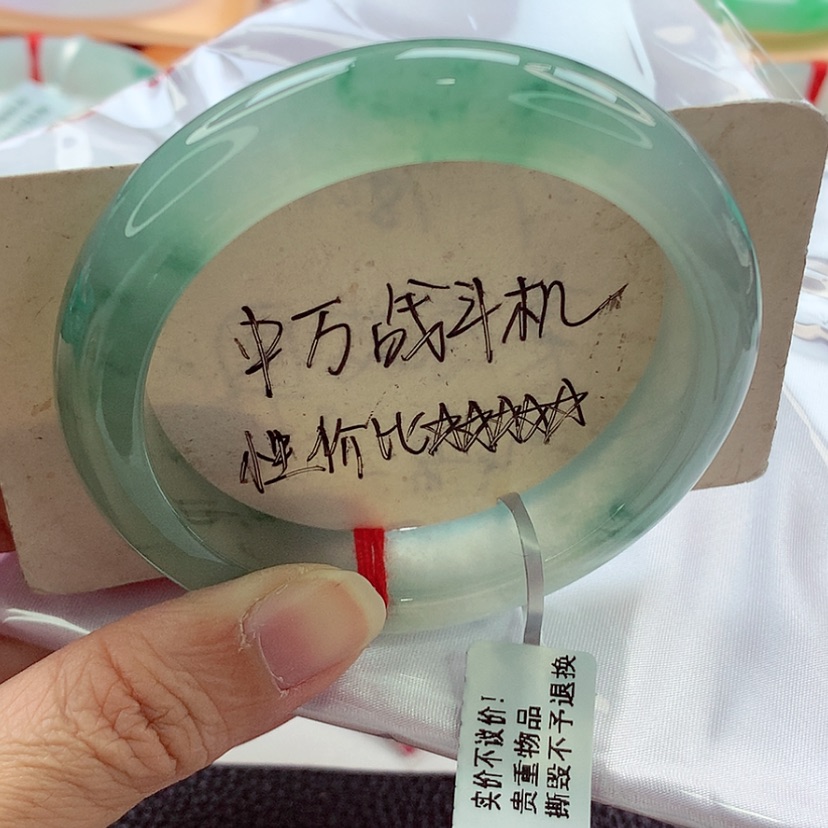 中万战斗机
性价比☆☆☆☆☆
实价不议价!
贵重物品
撕毁不予退换